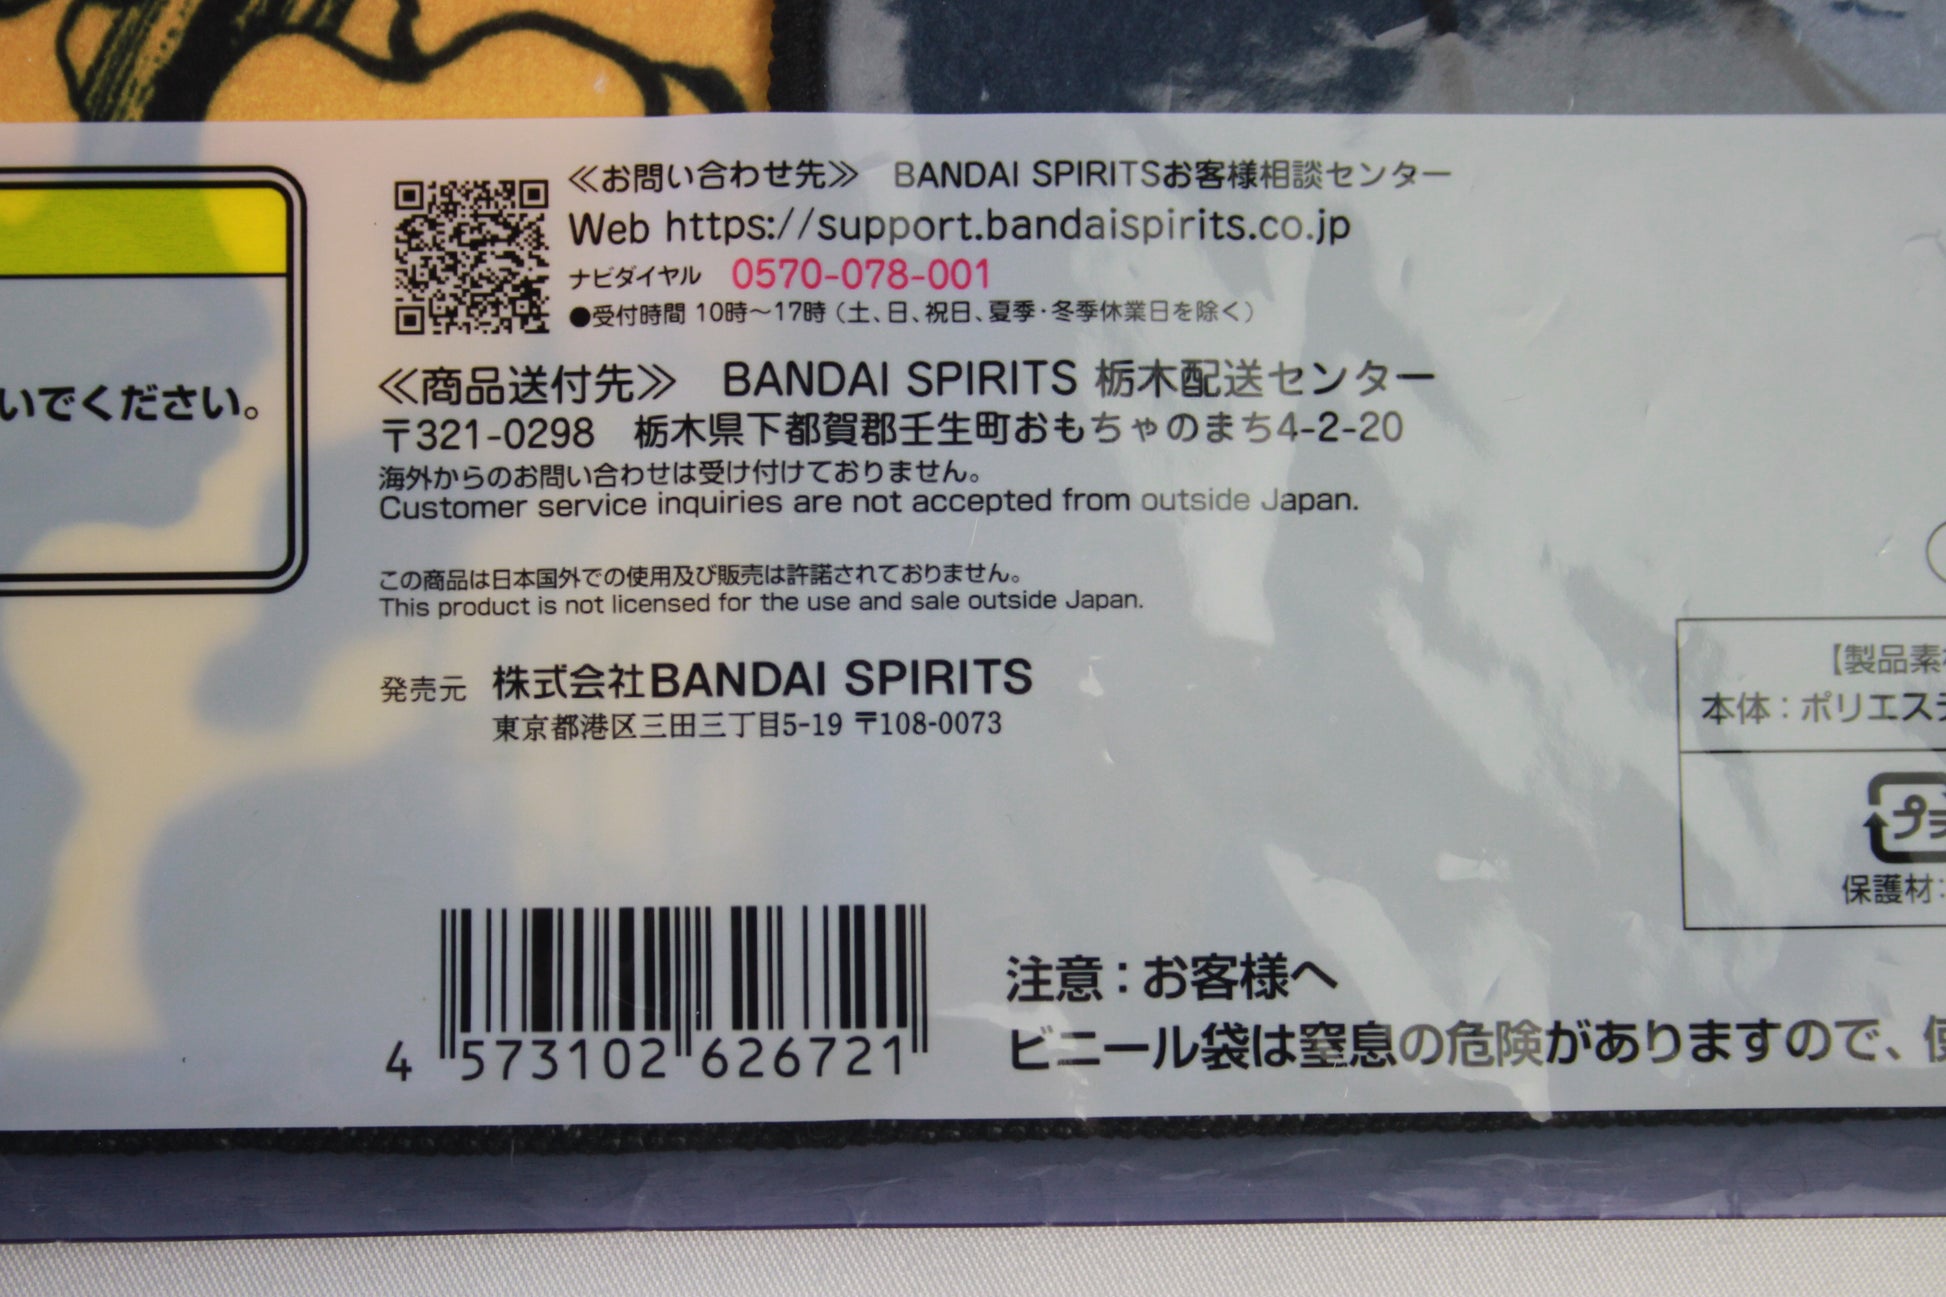 いでください。
≪お問い合わせ先≫ BANDAI SPIRITSお客様相談センター
Web https://support.bandaispirits.co.jp
ナビダイヤル 0570-078-001
●受付時間 10時～17時（土、日、祝日、夏季・冬季休業日を除く）
≪商品送付先≫ BANDAI SPIRITS 栃木配送センター
〒321-0298 栃木県下都賀郡壬生町おもちゃのまち4-2-20
海外からのお問い合わせは受け付けておりません。
Customer service inquiries are not accepted from outside Japan.
この商品は日本国外での使用及び販売は許諾されておりません。
This product is not licensed for the use and sale outside Japan.
発売元 株式会社BANDAI SPIRITS
東京都港区三田三丁目5-19 〒108-0073
【製品素
本体：ポリエス
プ
保護材：
4 573102 626721
注意：お客様へ
ビニール袋は窒息の危険がありますので、使